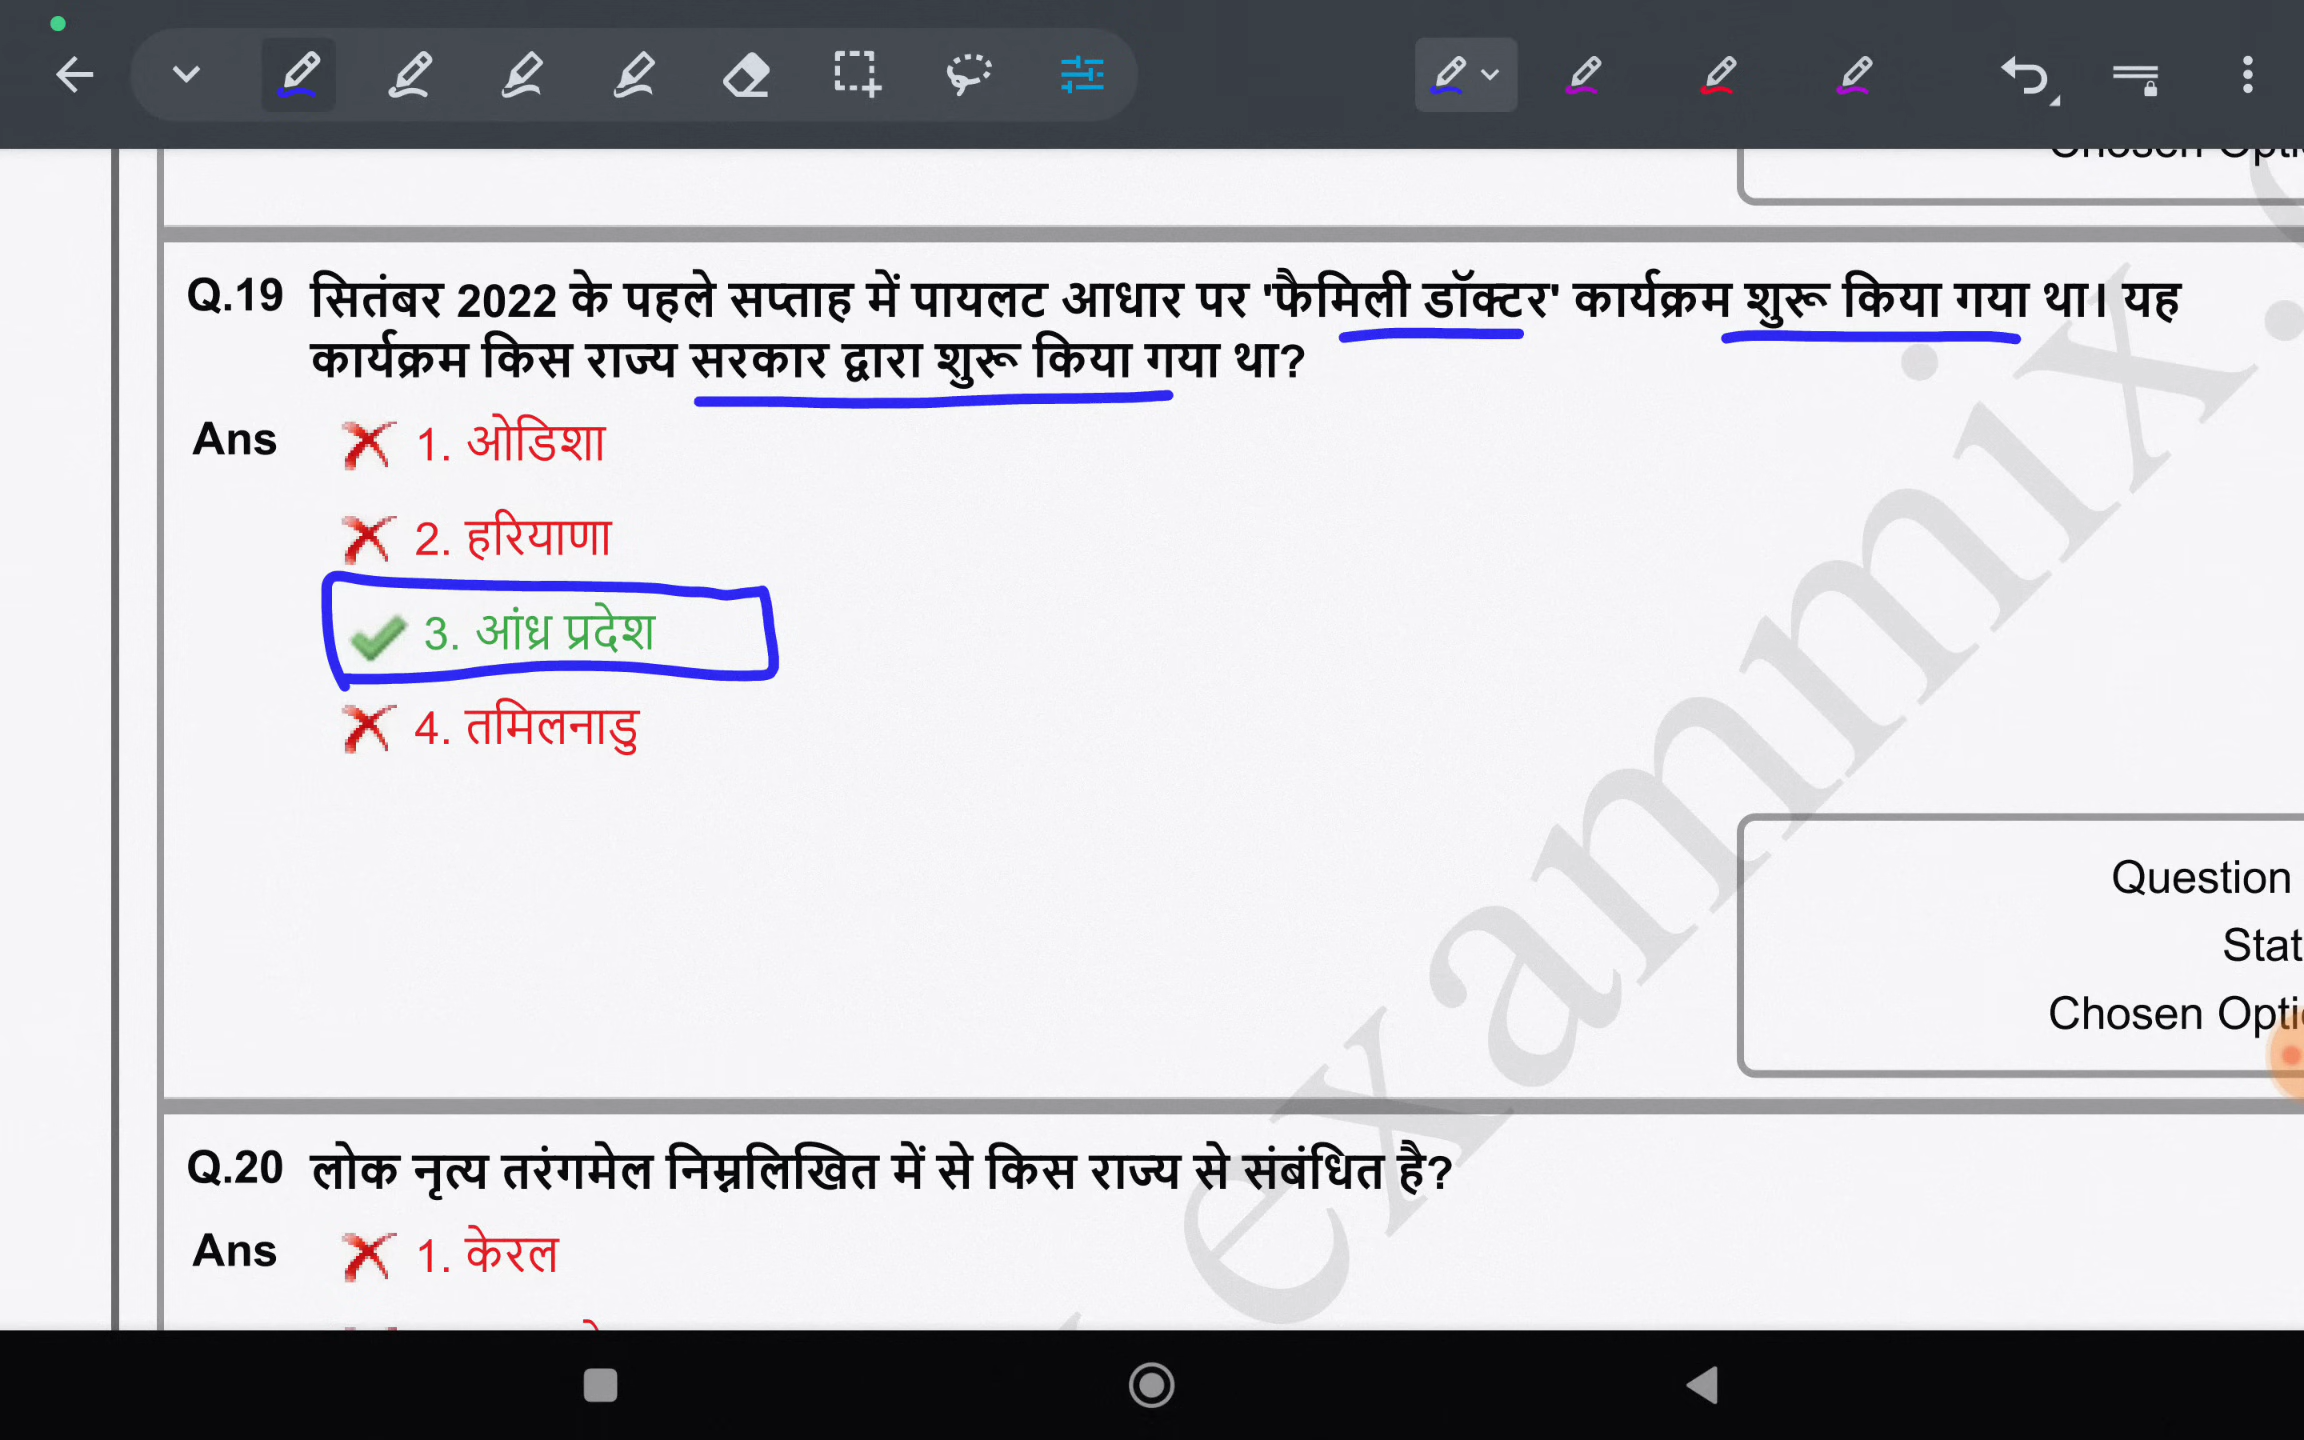 Chosen Opti
Q.19 सितंबर 2022 के पहले सप्ताह में पायलट आधार पर 'फैमिली डॉक्टर' कार्यक्रम शुरू किया गया था। यह
कार्यक्रम किस राज्य सरकार द्वारा शुरू किया गया था?
Ans 1. ओडिशा
2. हरियाणा
3. आंध्र प्रदेश
4. तमिलनाडु
Question
Stat
Chosen Opti
Q.20 लोक नृत्य तरंगमेल निम्नलिखित में से किस राज्य से संबंधित है?
Ans 1. केरल
exammix.